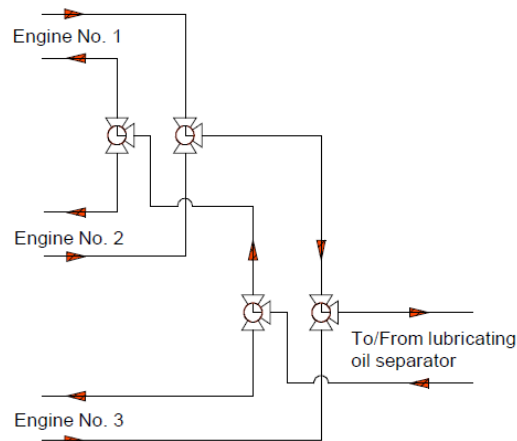 Engine No. 1
Engine No. 2
To/From lubricating
oil separator
Engine No. 3